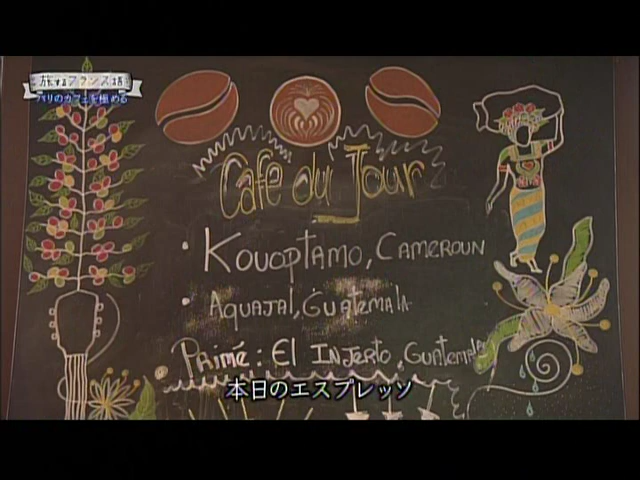 旅するフランス語
パリのカフェを極める
Café du Jour
Kouoptamo, Cameroun
Aquajal, Guatemala
Primé: El Injerto, Guatemala
本日のエスプレッソ